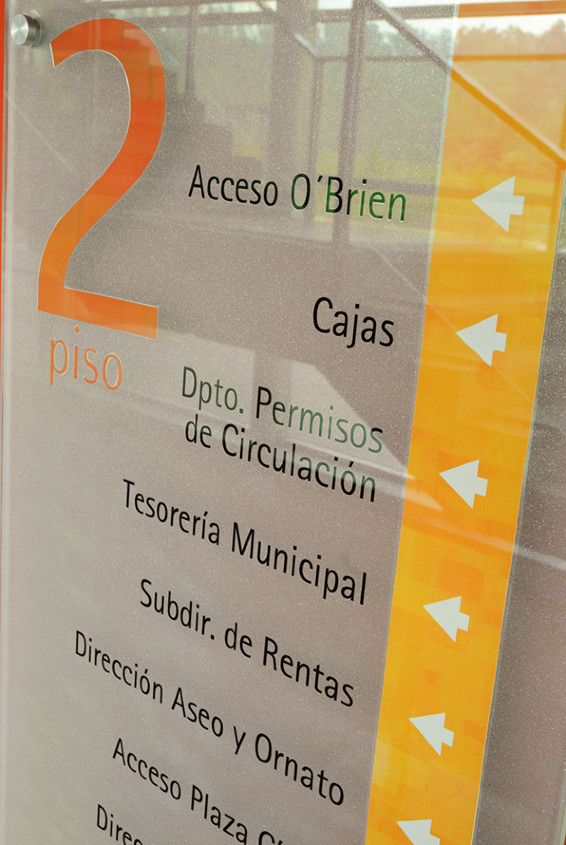 2
piso
Acceso O´Brien
Cajas
Dpto. Permisos
de Circulación
Tesorería Municipal
Subdir. de Rentas
Dirección Aseo y Ornato
Acceso Plaza